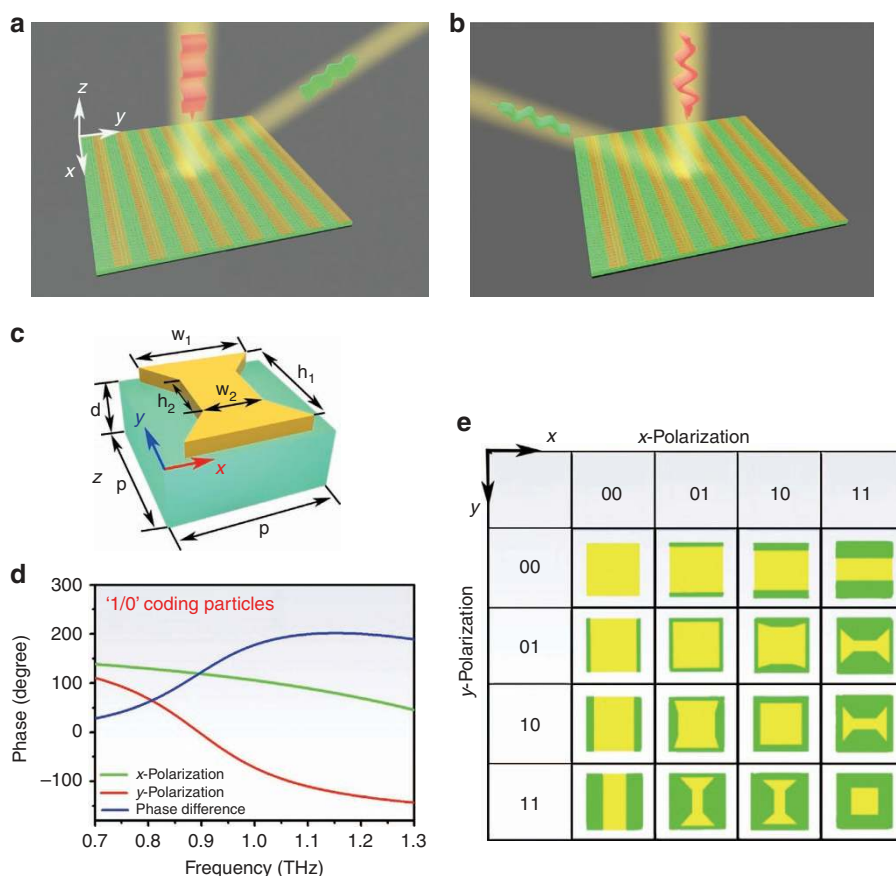 a
z
y
x
b
c
w1
h1
h2
w2
d
y
x
z
p
p
d
300
200
100
0
−100
Phase (degree)
'1/0' coding particles
x-Polarization
y-Polarization
Phase difference
0.7 0.8 0.9 1.0 1.1 1.2 1.3
Frequency (THz)
e
x
x-Polarization
y
00 01 10 11
y-Polarization
00
01
10
11